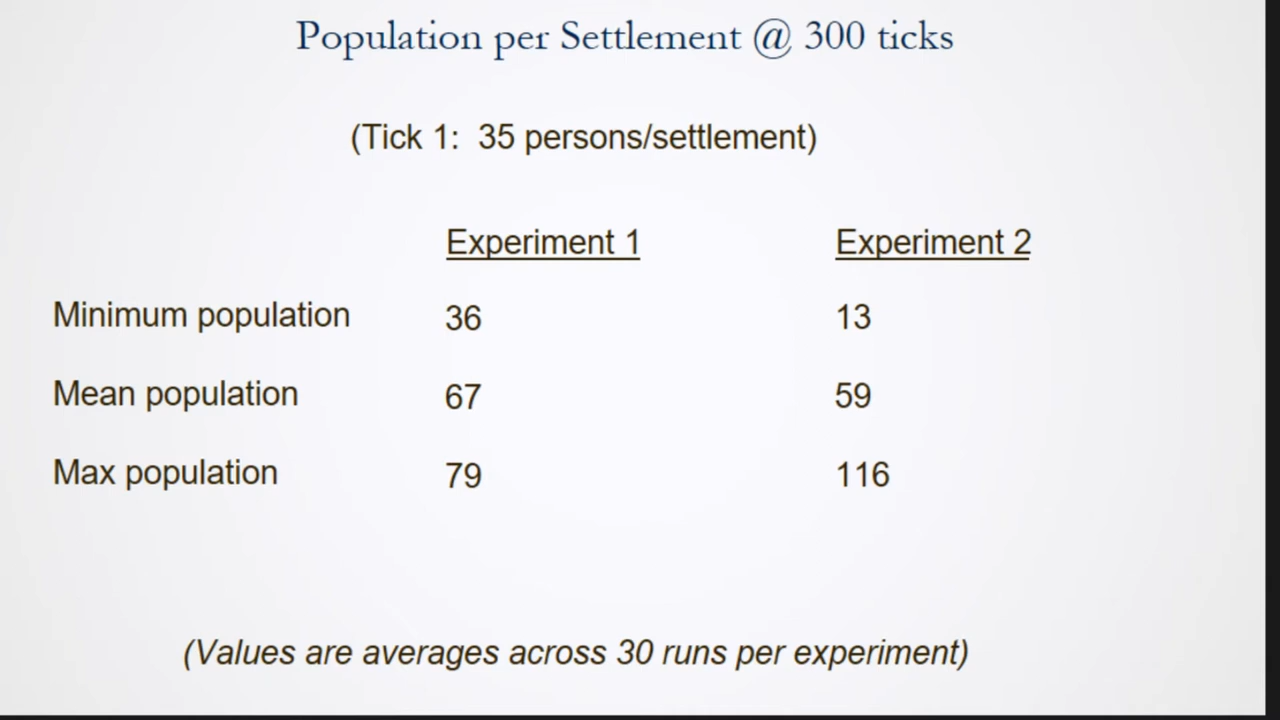 Population per Settlement @ 300 ticks
(Tick 1: 35 persons/settlement)
Experiment 1 Experiment 2
Minimum population 36 13
Mean population 67 59
Max population 79 116
(Values are averages across 30 runs per experiment)